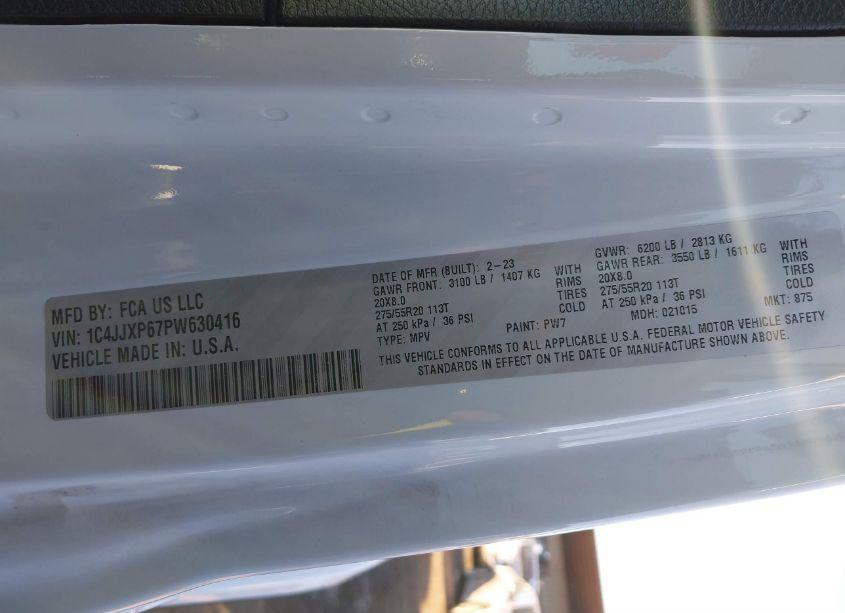 MFD BY: FCA US LLC
VIN: 1C4JJXP67PW630416
VEHICLE MADE IN: U.S.A.
DATE OF MFR (BUILT): 2-23
GAWR FRONT: 3100 LB / 1407 KG WITH
20X8.0 RIMS
275/55R20 113T TIRES
AT 250 kPa / 36 PSI COLD
TYPE: MPV PAINT: PW7
GVWR: 6200 LB / 2813 KG
GAWR REAR: 3550 LB / 1611 KG WITH
20X8.0 RIMS
275/55R20 113T TIRES
AT 250 kPa / 36 PSI COLD
MDH: 021015 MKT: 875
THIS VEHICLE CONFORMS TO ALL APPLICABLE U.S.A. FEDERAL MOTOR VEHICLE SAFETY
STANDARDS IN EFFECT ON THE DATE OF MANUFACTURE SHOWN ABOVE.